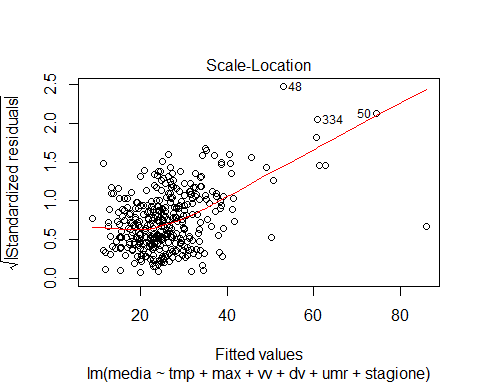 Scale-Location
√|Standardized residuals|
2.5
2.0
1.5
1.0
0.5
0.0
48
334
50
20 40 60 80
Fitted values
lm(media ~ tmp + max + vv + dv + umr + stagione)